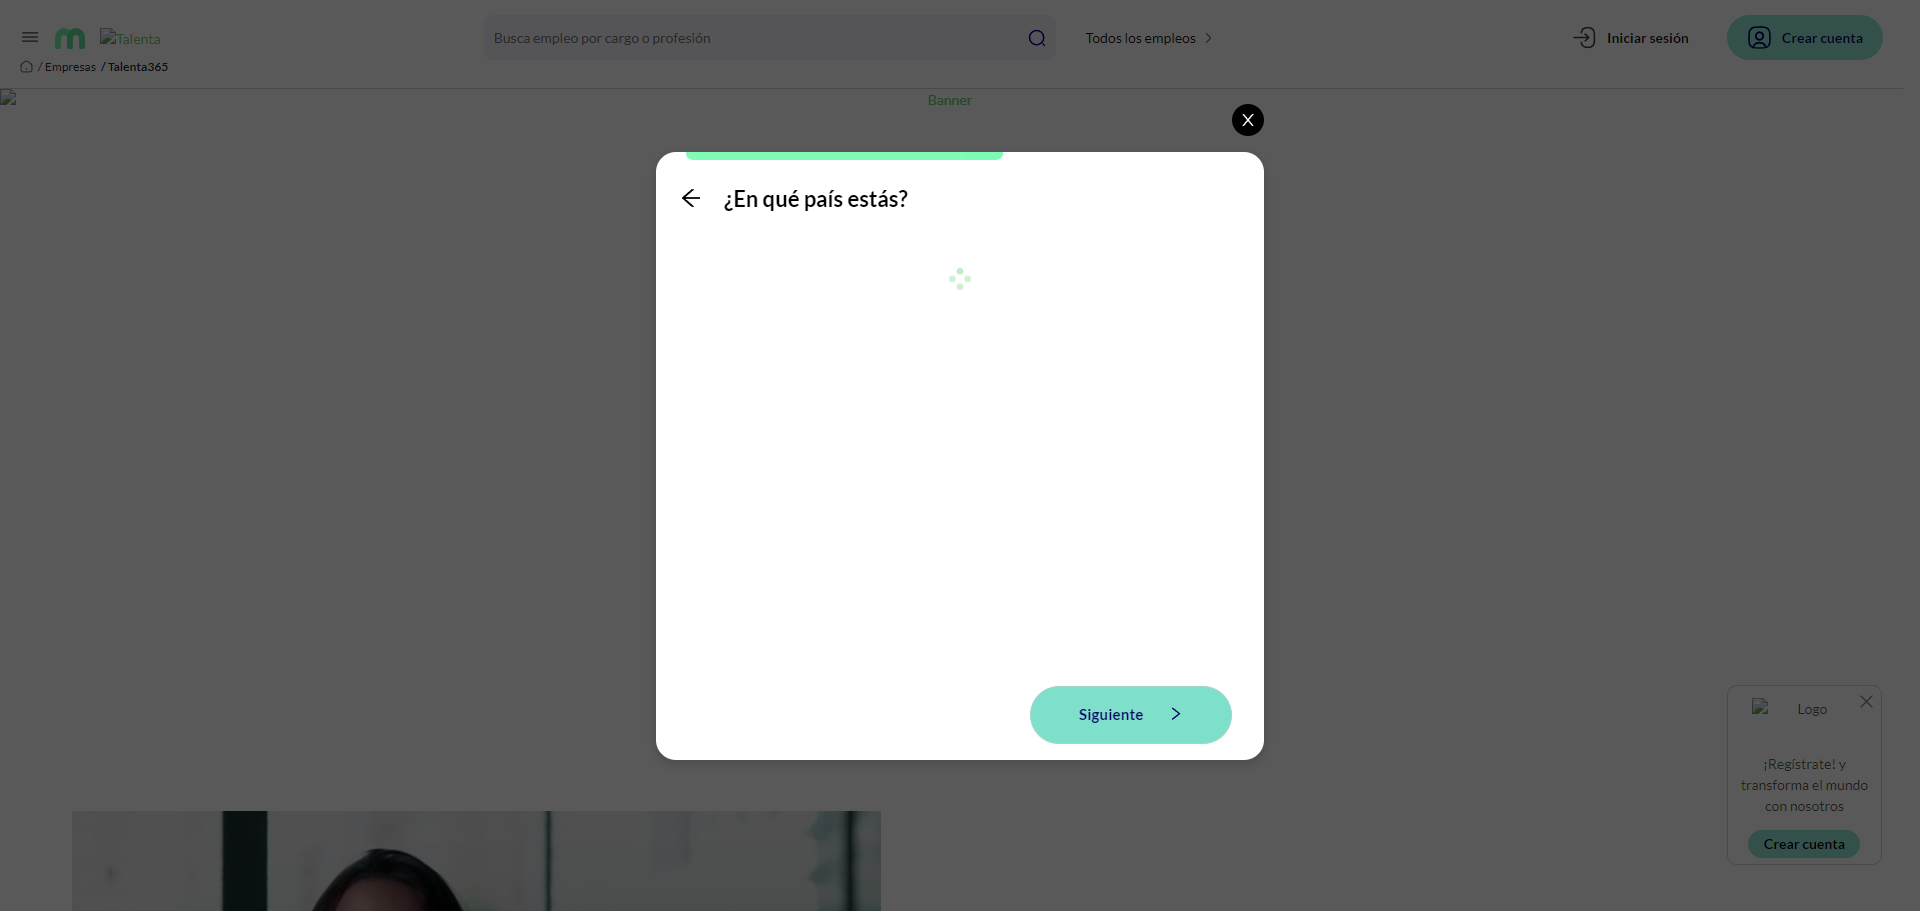 Talenta
Busca empleo por cargo o profesión
Todos los empleos
Iniciar sesión
Crear cuenta
/ Empresas / Talenta365
Banner
X
¿En qué país estás?
Siguiente
Logo
¡Regístrate! y
transforma el mundo
con nosotros
Crear cuenta